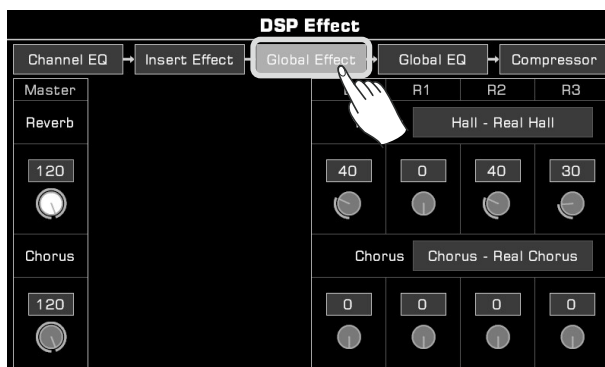 DSP Effect
Channel EQ Insert Effect Global Effect Global EQ Compressor
Master R1 R2 R3
Reverb Hall - Real Hall
120 40 0 40 30
Chorus Chorus Chorus - Real Chorus
120 0 0 0 0